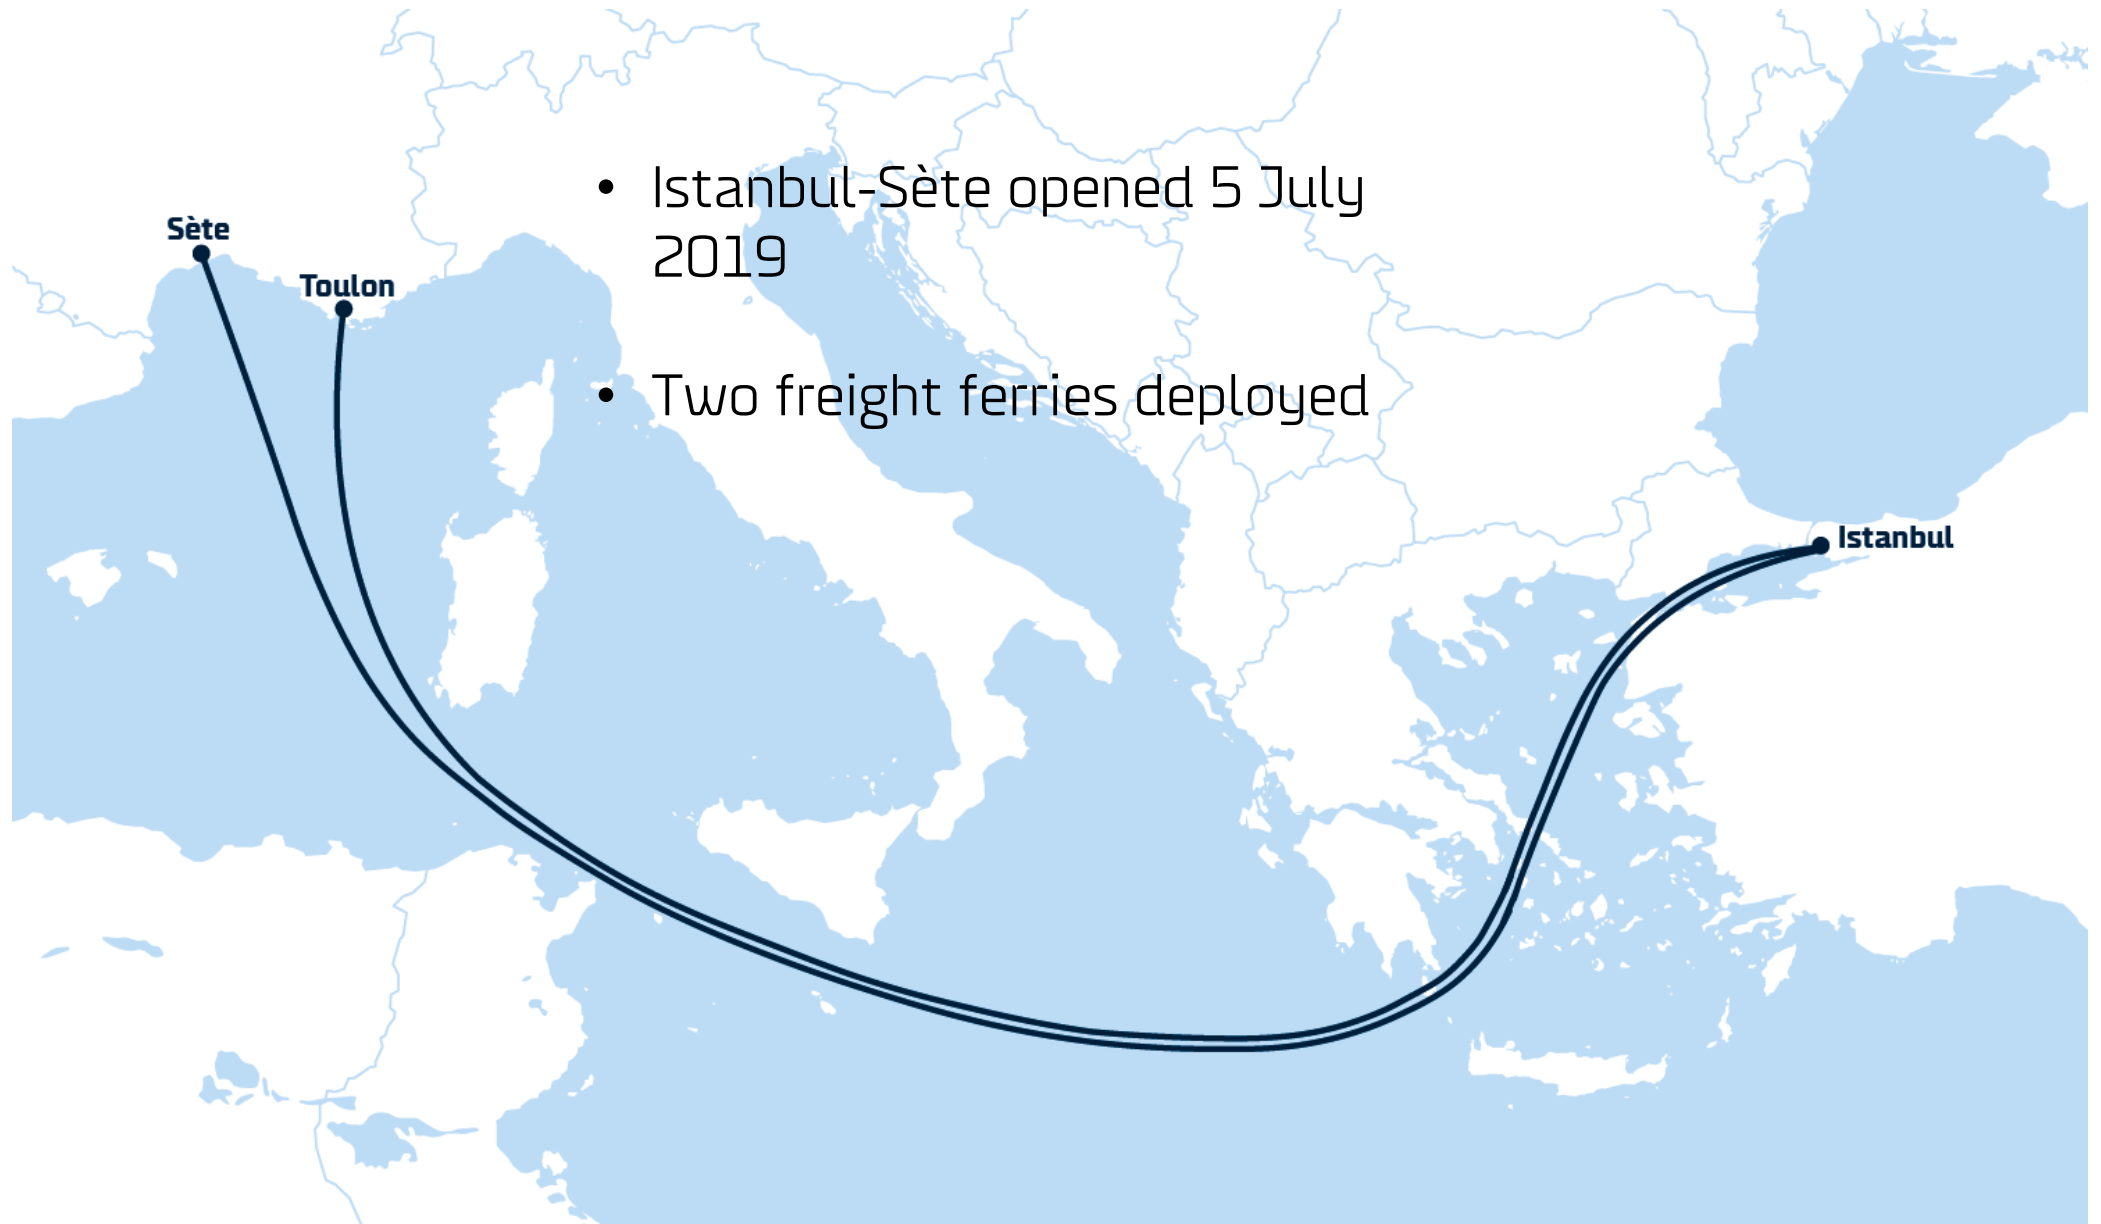 • Istanbul-Sète opened 5 July
2019
Sète
Toulon
• Two freight ferries deployed
Istanbul